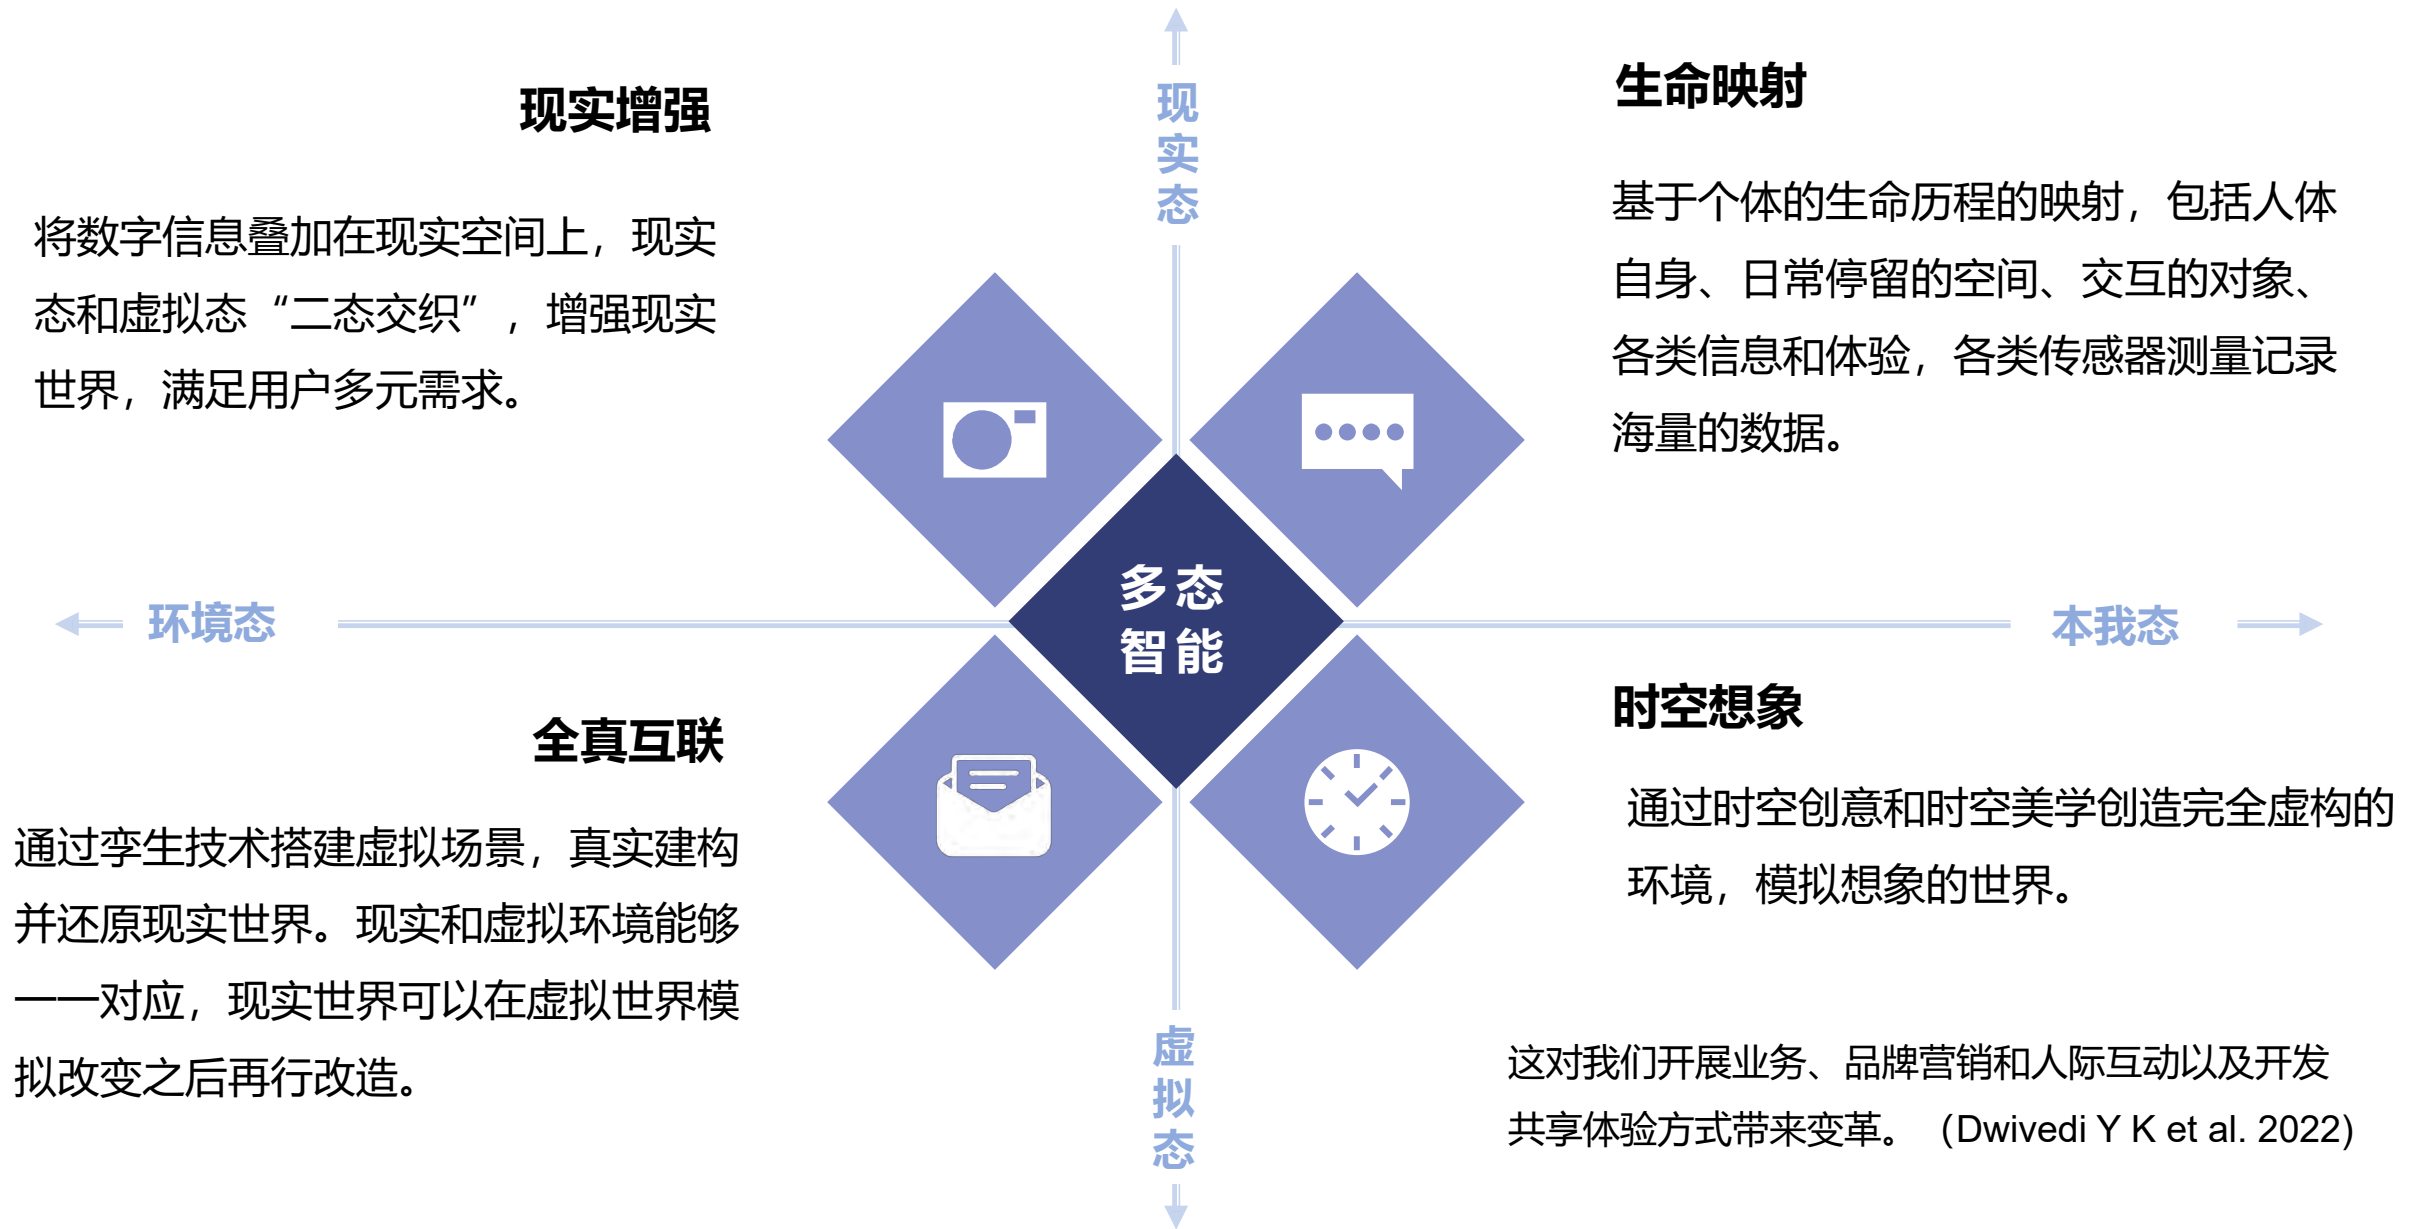 现实态
现实增强
将数字信息叠加在现实空间上，现实
态和虚拟态“二态交织”，增强现实
世界，满足用户多元需求。
生命映射
基于个体的生命历程的映射，包括人体
自身、日常停留的空间、交互的对象、
各类信息和体验，各类传感器测量记录
海量的数据。
环境态
多态
智能
本我态
全真互联
通过孪生技术搭建虚拟场景，真实建构
并还原现实世界。现实和虚拟环境能够
一一对应，现实世界可以在虚拟世界模
拟改变之后再行改造。
时空想象
通过时空创意和时空美学创造完全虚构的
环境，模拟想象的世界。
虚拟态
这对我们开展业务、品牌营销和人际互动以及开发
共享体验方式带来变革。（Dwivedi Y K et al. 2022)